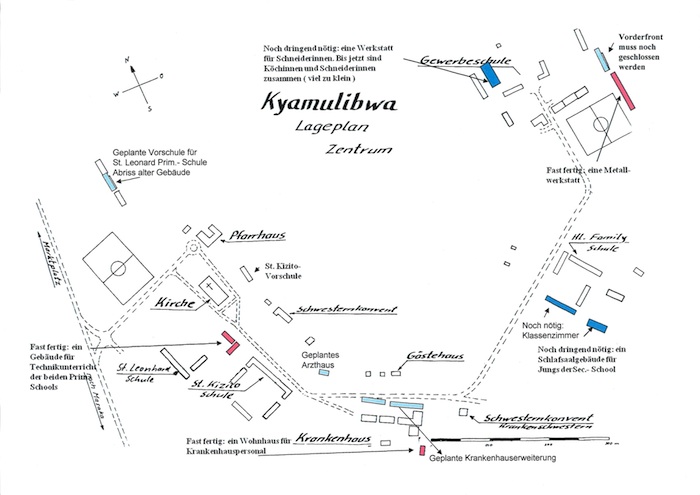 Noch dringend nötig: eine Werkstatt
für Schneiderinnen. Bis jetzt sind
Köchinnen und Schneiderinnen
zusammen ( viel zu klein )
Gewerbeschule
Vorderfront
muss noch
geschlossen
werden
N
O
W
S
Kyamulibwa
Lageplan
Zentrum
Geplante Vorschule für
St. Leonard Prim.- Schule
Abriss alter Gebäude
Fast fertig: eine Metall-
werkstatt
Marktplatz
Pfarrhaus
Hl. Family
Schule
St. Kizito-
Vorschule
Kirche
Schwesternkonvent
Noch nötig:
Klassenzimmer
Fast fertig: ein
Gebäude für
Technikunterricht
der beiden Prim.
Schools
Geplantes
Arzthaus
Gästehaus
Noch dringend nötig: ein
Schlafsaalgebäude für
Jungs der Sec.- School
St. Leonhard
Schule
St. Kizito
Schule
nach Masaka
Schwesternkonvent
Krankenschwestern
Fast fertig: ein Wohnhaus für
Krankenhauspersonal
Krankenhaus
Geplante Krankenhauserweiterung